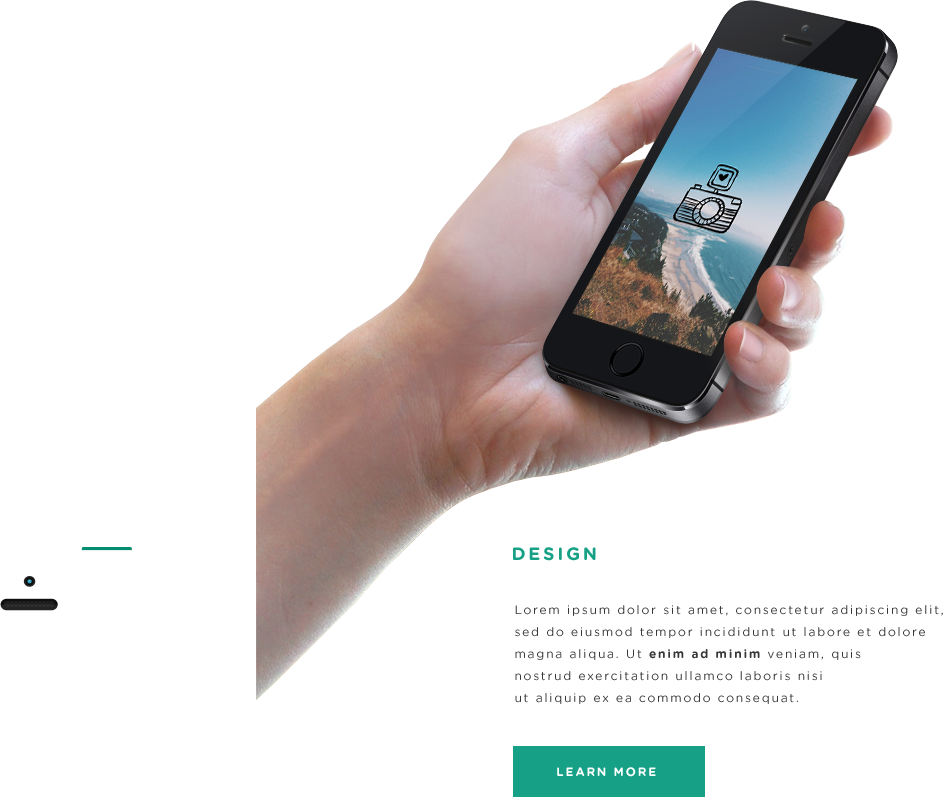 DESIGN
Lorem ipsum dolor sit amet, consectetur adipiscing elit,
sed do eiusmod tempor incididunt ut labore et dolore
magna aliqua. Ut enim ad minim veniam, quis
nostrud exercitation ullamco laboris nisi
ut aliquip ex ea commodo consequat.
LEARN MORE